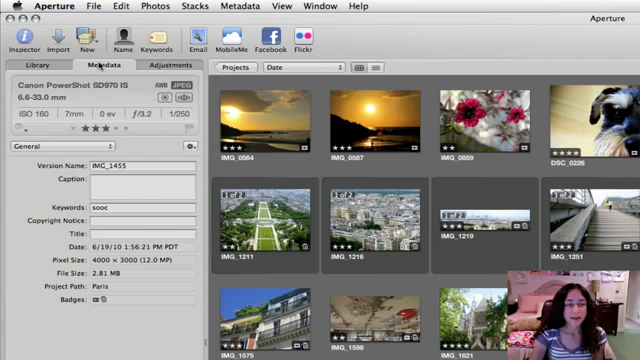 Aperture File Edit Photos Stacks Metadata View Window Help
Aperture
Inspector Import New Name Keywords Email MobileMe Facebook Flickr
Library Metadata Adjustments
Projects Date
Canon PowerShot SD970 IS AWB JPEG
6.6-33.0 mm
ISO 160 7mm 0 ev ƒ/3.2 1/250
General
Version Name: IMG_1455
Caption:
Keywords: sooc
Copyright Notice:
Title:
Date: 6/19/10 1:56:21 PM PDT
Pixel Size: 4000 × 3000 (12.0 MP)
File Size: 2.81 MB
Project Path: Paris
Badges:
IMG_0564 IMG_0587 IMG_0859 DSC_0226
1 of 2 1 of 2 1 of 2 1 of 2
IMG_1211 IMG_1216 IMG_1219 IMG_1251
IMG_1575 IMG_1598 IMG_1621